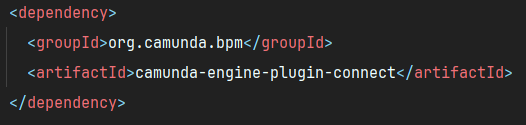 <dependency>
<groupId>org.camunda.bpm</groupId>
<artifactId>camunda-engine-plugin-connect</artifactId>
</dependency>